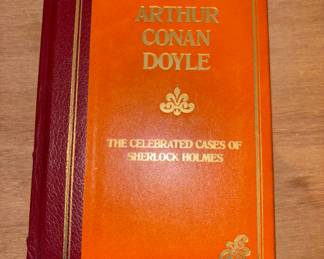 ARTHUR
CONAN
DOYLE
THE CELEBRATED CASES OF
SHERLOCK HOLMES